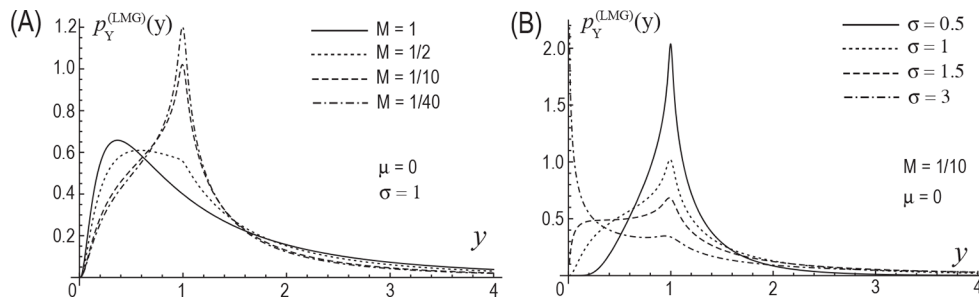 (A)
p_Y^(LMG)(y)
1.2
1.0
0.8
0.6
0.4
0.2
0
1
2
3
4
y
M = 1
M = 1/2
M = 1/10
M = 1/40
μ = 0
σ = 1
(B)
p_Y^(LMG)(y)
2.0
1.5
1.0
0.5
0
1
2
3
4
y
σ = 0.5
σ = 1
σ = 1.5
σ = 3
M = 1/10
μ = 0